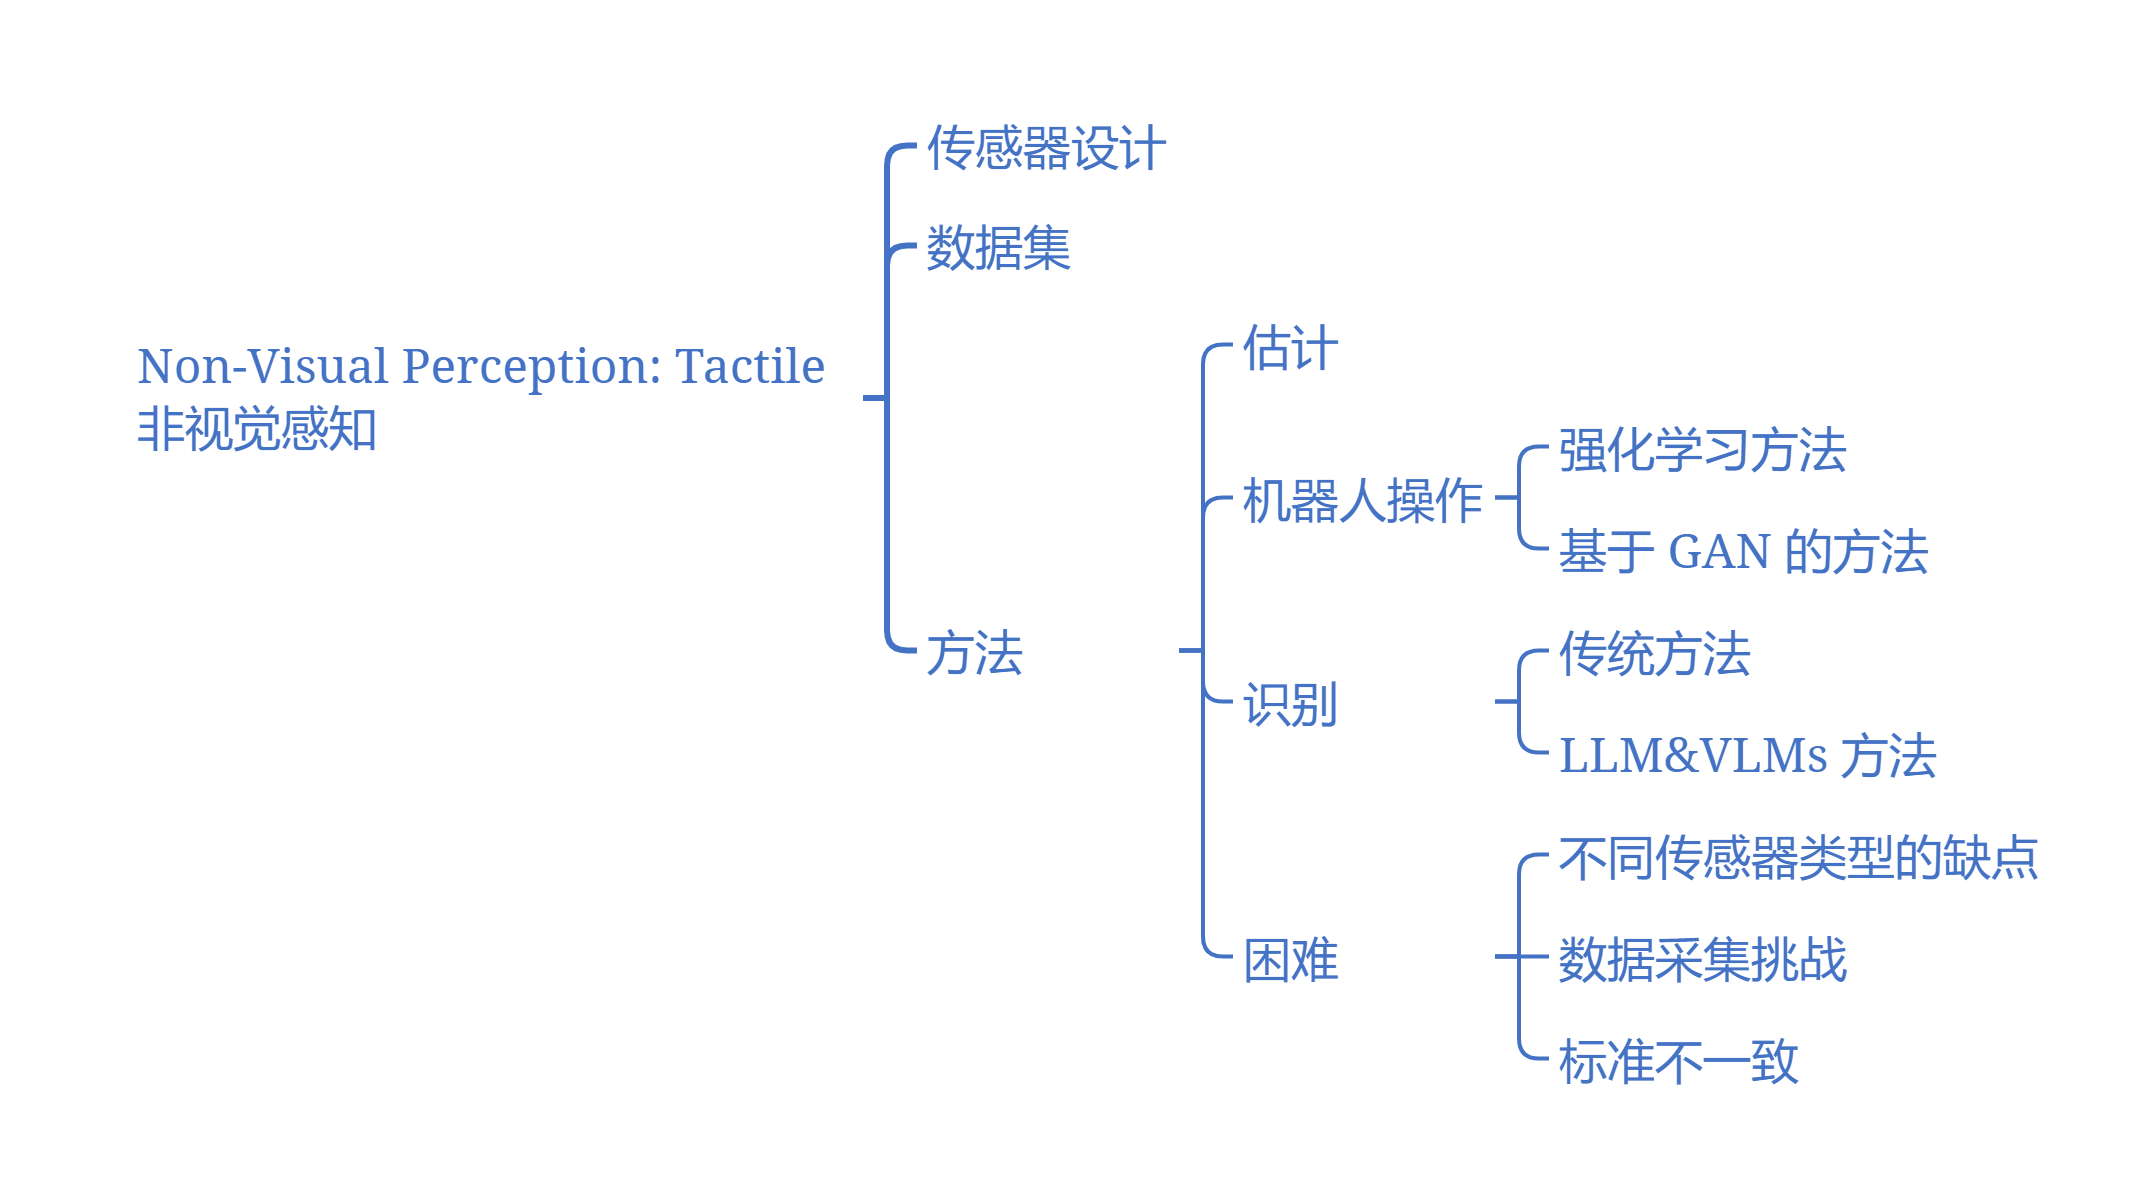 Non-Visual Perception: Tactile
非视觉感知
传感器设计
数据集
方法
估计
机器人操作
强化学习方法
基于 GAN 的方法
识别
传统方法
LLM&VLMs 方法
困难
不同传感器类型的缺点
数据采集挑战
标准不一致